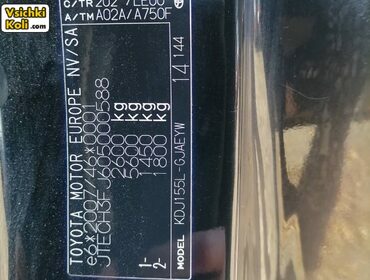 Vsichki
Koli.com
C/TR 202 / EE00
A/TM A02A/A750F
TOYOTA MOTOR EUROPE NV/SA
e6*2007/46*0001
JTECH3FJ605000588
2600 kg
5600 kg
1- 1450 kg
2- 1800 kg
14144
MODEL KDJ155L-GJAEYW